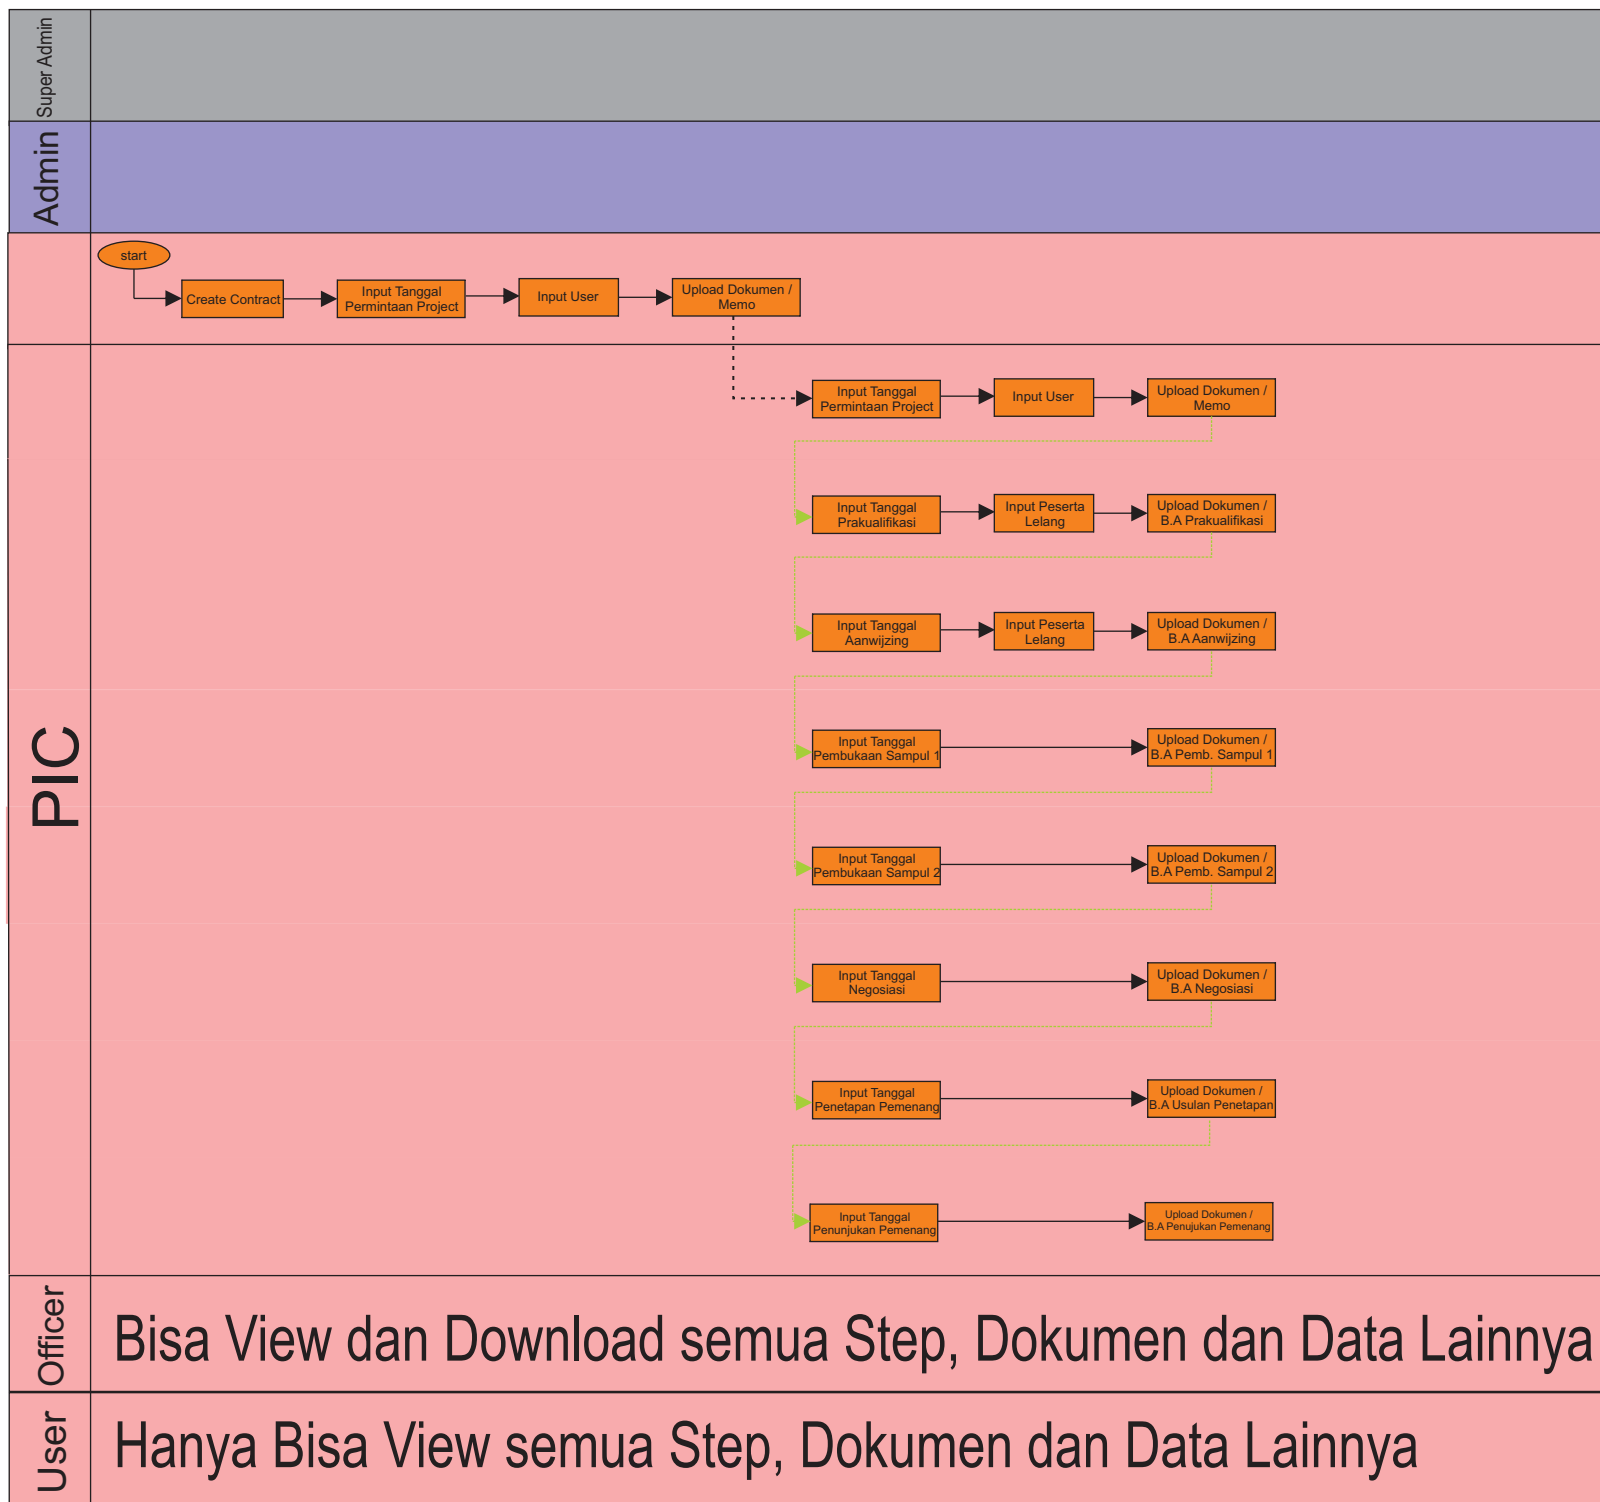 Super Admin
Admin
start
Create Contract
Input Tanggal
Permintaan Project
Input User
Upload Dokumen /
Memo
PIC
Input Tanggal
Permintaan Project
Input User
Upload Dokumen /
Memo
Input Tanggal
Prakualifikasi
Input Peserta
Lelang
Upload Dokumen /
B.A Prakualifikasi
Input Tanggal
Aanwijzing
Input Peserta
Lelang
Upload Dokumen /
B.A Aanwijzing
Input Tanggal
Pembukaan Sampul 1
Upload Dokumen /
B.A Pemb. Sampul 1
Input Tanggal
Pembukaan Sampul 2
Upload Dokumen /
B.A Pemb. Sampul 2
Input Tanggal
Negosiasi
Upload Dokumen /
B.A Negosiasi
Input Tanggal
Penetapan Pemenang
Upload Dokumen /
B.A Usulan Penetapan
Input Tanggal
Penunjukan Pemenang
Upload Dokumen /
B.A Penujukan Pemenang
Officer
Bisa View dan Download semua Step, Dokumen dan Data Lainnya
User
Hanya Bisa View semua Step, Dokumen dan Data Lainnya